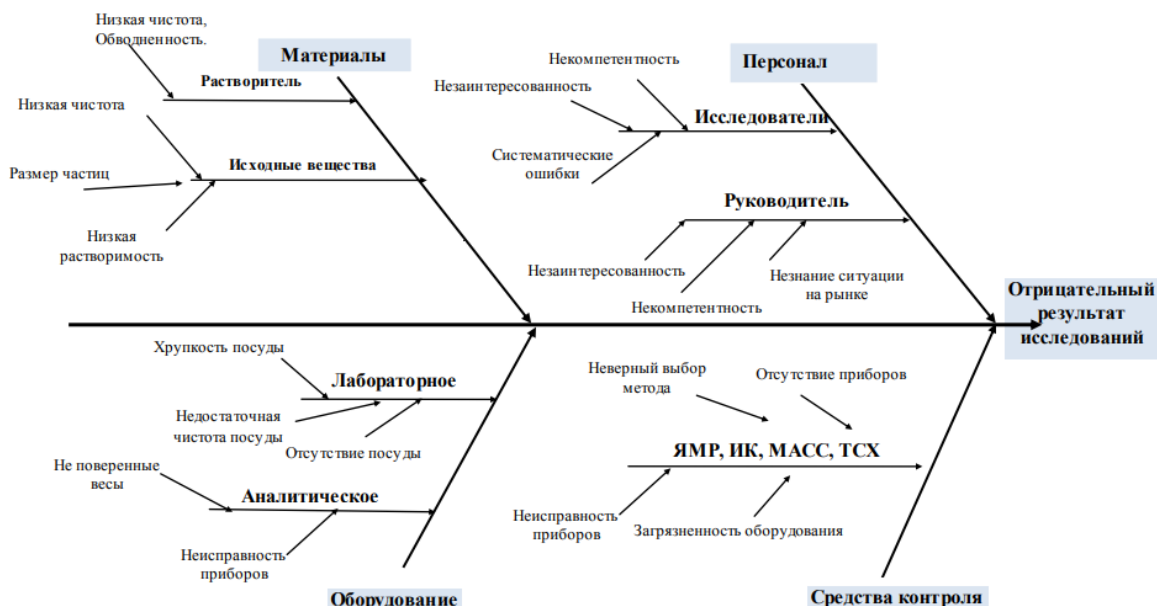 Низкая чистота,
Обводненность.
Материалы
Растворитель
Низкая чистота
Исходные вещества
Размер частиц
Низкая
растворимость
Персонал
Некомпетентность
Незаинтересованность
Исследователи
Систематические
ошибки
Руководитель
Незаинтересованность
Некомпетентность
Незнание ситуации
на рынке
Отрицательный
результат
исследований
Хрупкость посуды
Лабораторное
Недостаточная
чистота посуды
Отсутствие посуды
Не поверенные
весы
Аналитическое
Неисправность
приборов
Оборудование
Неверный выбор
метода
Отсутствие приборов
ЯМР, ИК, МАСС, ТСХ
Неисправность
приборов
Загрязненность оборудования
Средства контроля